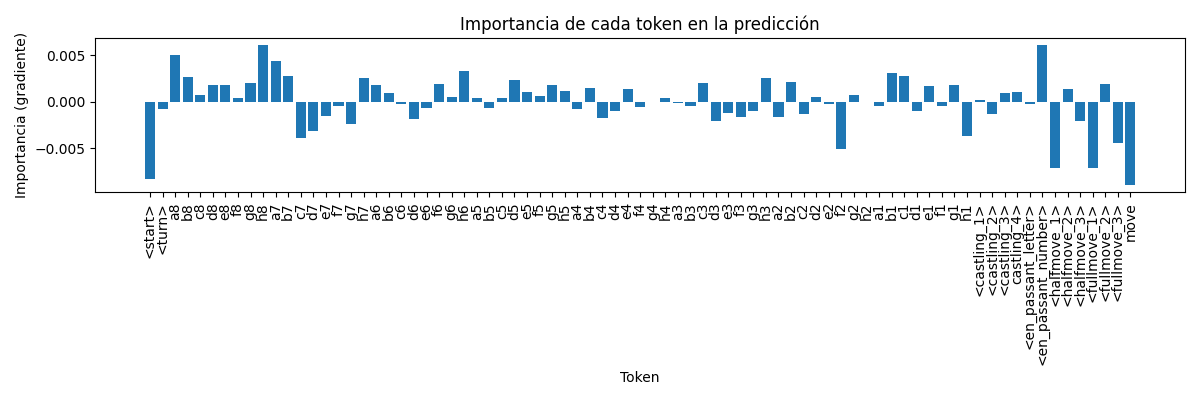 Importancia de cada token en la predicción
Importancia (gradiente)
0.005
0.000
−0.005
<start>
<turn>
a8
b8
c8
d8
e8
f8
g8
h8
a7
b7
c7
d7
e7
f7
g7
h7
a6
b6
c6
d6
e6
f6
g6
h6
a5
b5
c5
d5
e5
f5
g5
h5
a4
b4
c4
d4
e4
f4
g4
h4
a3
b3
c3
d3
e3
f3
g3
h3
a2
b2
c2
d2
e2
f2
g2
h2
a1
b1
c1
d1
e1
f1
g1
h1
<castling_1>
<castling_2>
<castling_3>
castling_4>
<en_passant_letter>
<en_passant_number>
<halfmove_1>
<halfmove_2>
<halfmove_3>
<fullmove_1>
<fullmove_2>
<fullmove_3>
move
Token